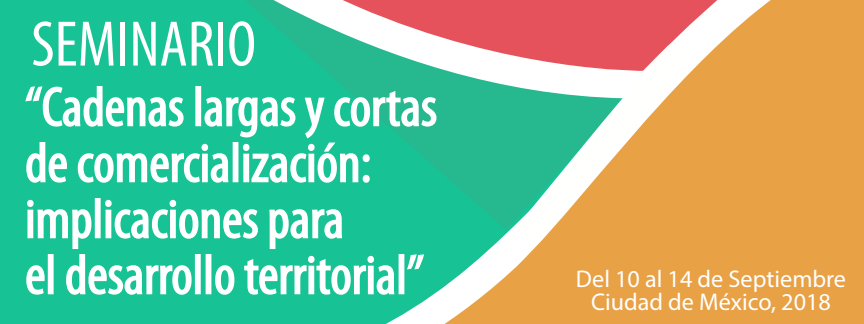 SEMINARIO
“Cadenas largas y cortas
de comercialización:
implicaciones para
el desarrollo territorial”
Del 10 al 14 de Septiembre
Ciudad de México, 2018